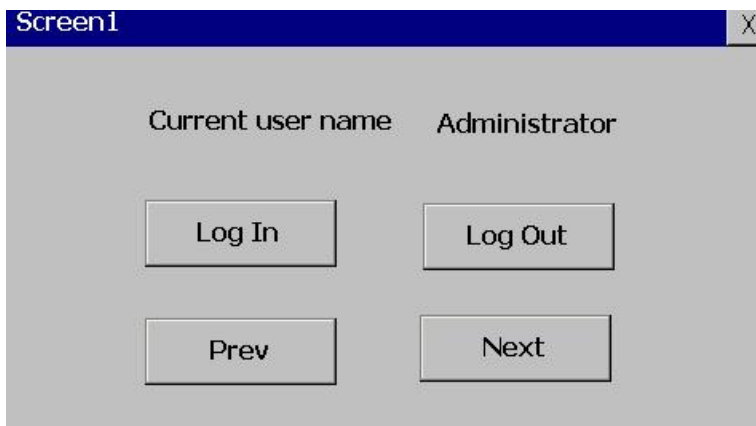 Screen1 X
Current user name Administrator
Log In Log Out
Prev Next